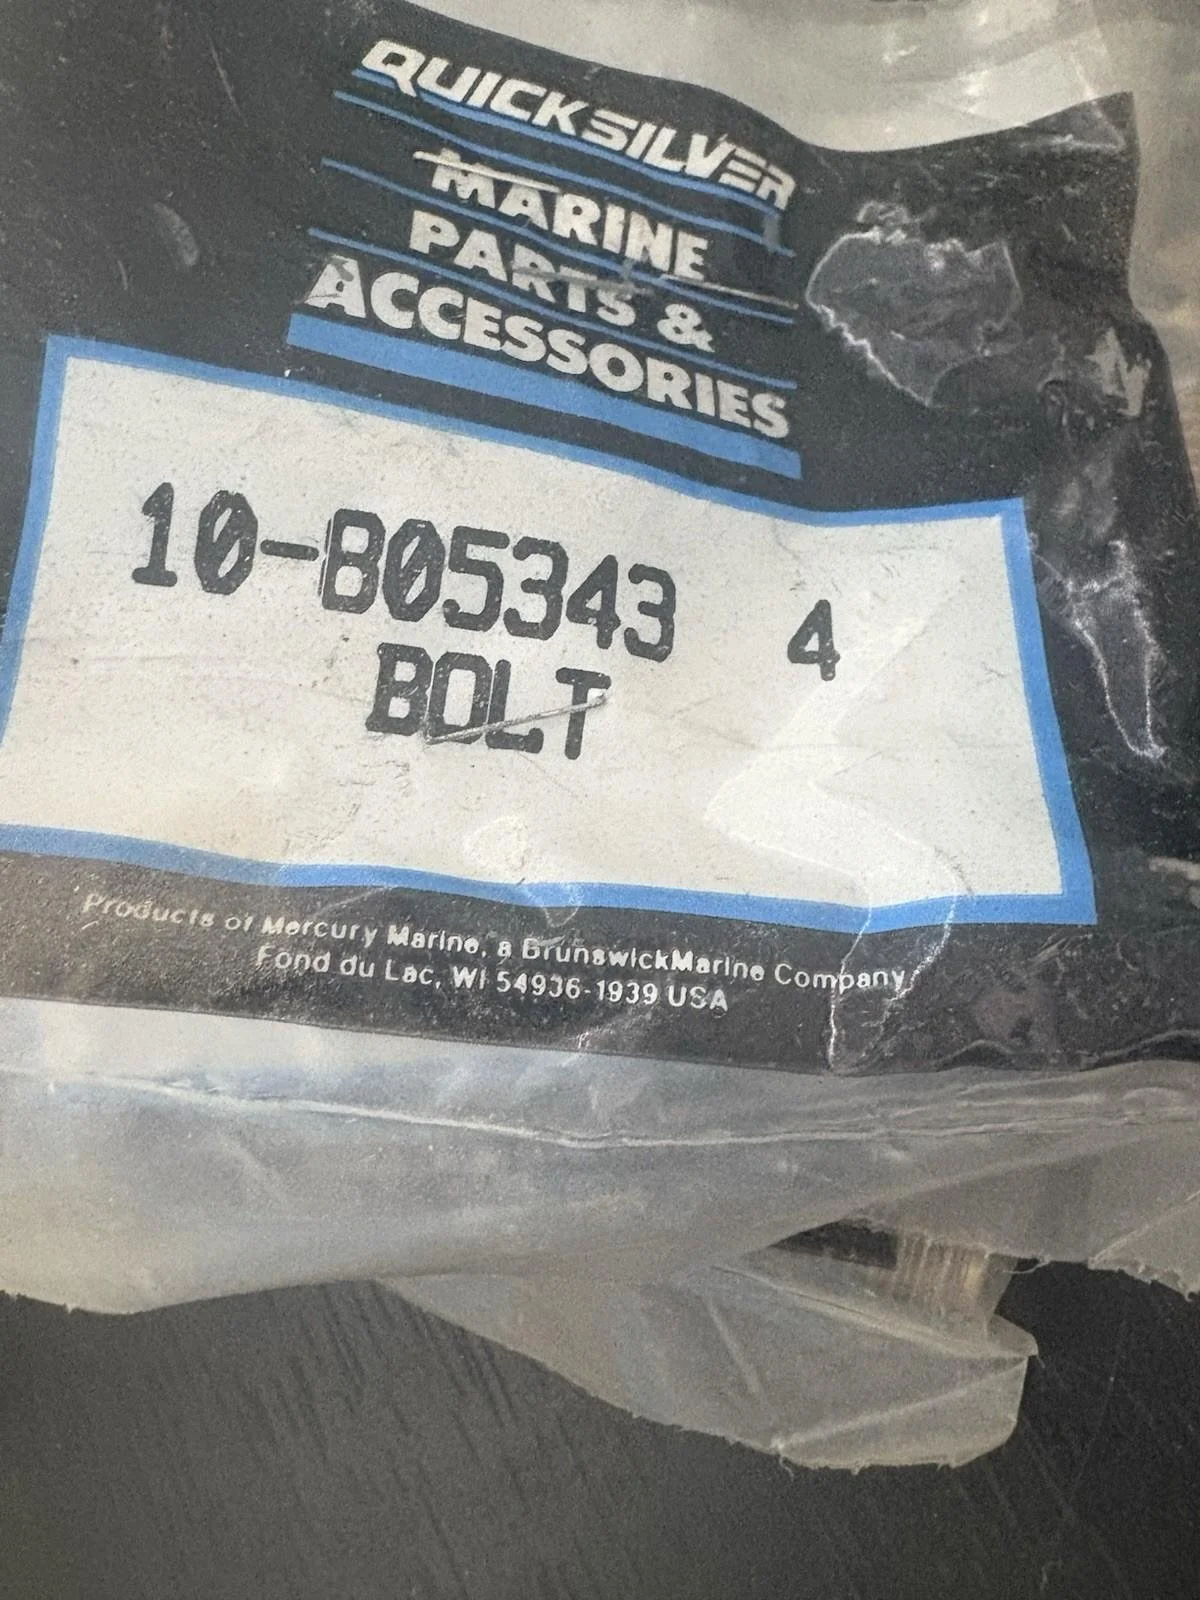 QUICKSILVER
MARINE
PARTS &
ACCESSORIES
10-B05343 4
BOLT
Products of Mercury Marine, a BrunswickMarine Company
Fond du Lac, WI 54936-1939 USA